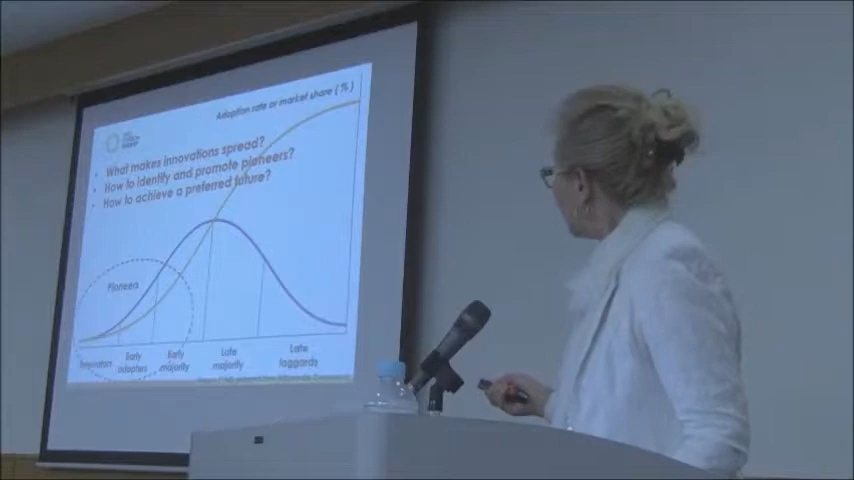 Adoption rate or market share (%)
• What makes innovations spread?
• How to identify and promote pioneers?
• How to achieve a preferred future?
Pioneers
Early
adopters
Early
majority
Late
majority
Late
laggards